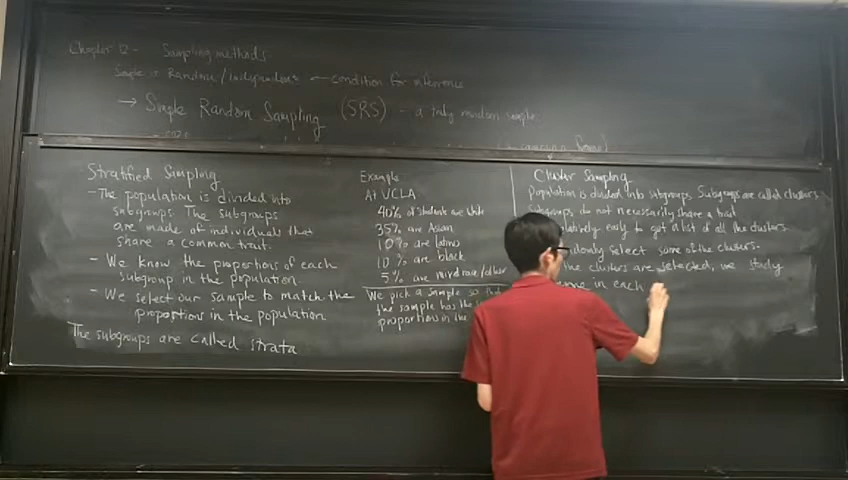 Chapter 12 - Sampling methods
Sample is Random/Independent ← condition for inference
→ Simple Random Sampling (SRS) - a truly random sample
Stratified Sampling
- The population is divided into
subgroups. The subgroups
are made of individuals that
share a common trait.
- We know the proportions of each
subgroup in the population.
- We select our sample to match the
proportions in the population.
The subgroups are called strata
Example
At UCLA
40% of students are white
35% are Asian
10% are latinx
10% are black
5% are mixed race/other
We pick a sample so that
the sample has the
proportions in the
Cluster Sampling
Population is divided into subgroups. Subgroups are called clusters
Subgroups do not necessarily share a trait
easy to get a list of all the clusters.
select some of the clusters.
the clusters are selected, we study
in each